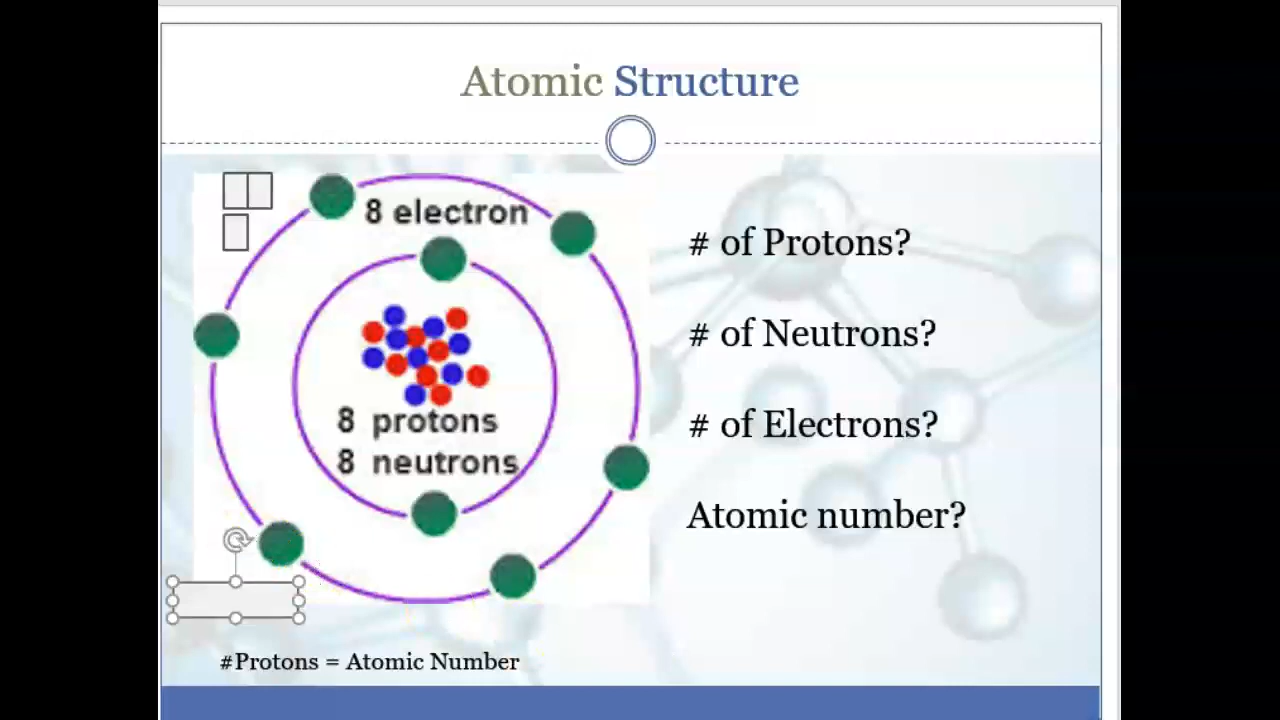 Atomic Structure
8 electron
8 protons
8 neutrons
# of Protons?
# of Neutrons?
# of Electrons?
Atomic number?
#Protons = Atomic Number